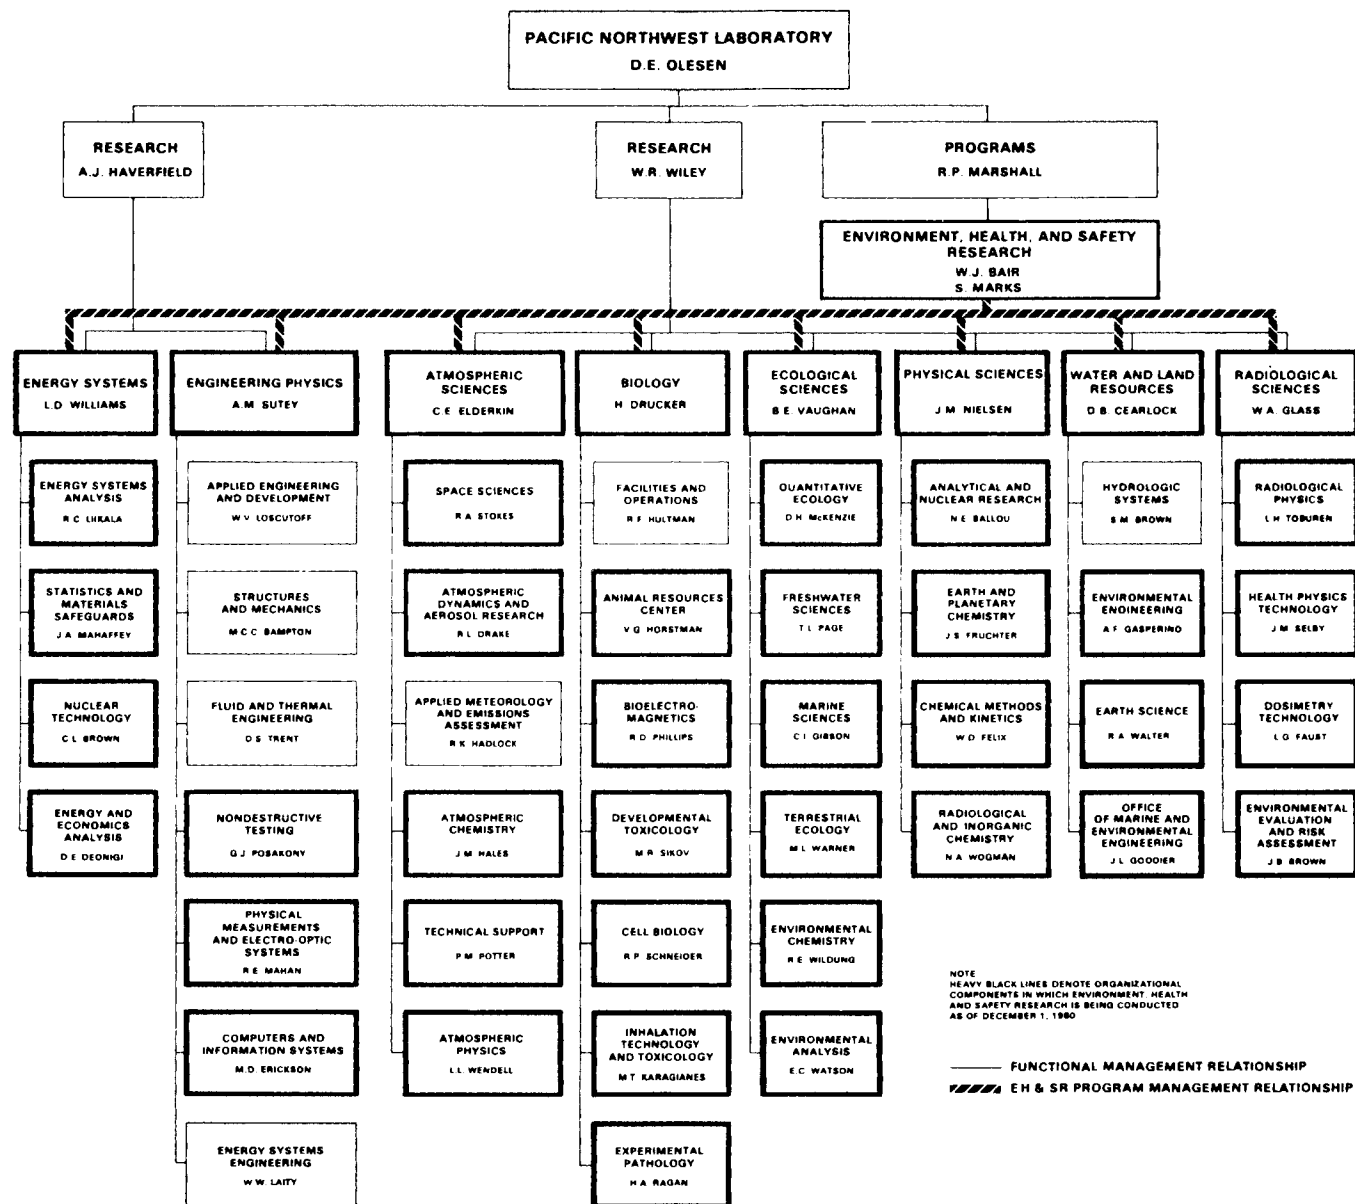 PACIFIC NORTHWEST LABORATORY
D.E. OLESEN
RESEARCH
A.J. HAVERFIELD
RESEARCH
W.R. WILEY
PROGRAMS
R.P. MARSHALL
ENVIRONMENT, HEALTH, AND SAFETY
RESEARCH
W.J. BAIR
S. MARKS
ENERGY SYSTEMS
L.D. WILLIAMS
ENGINEERING PHYSICS
A.M. SUTEY
ATMOSPHERIC
SCIENCES
C.E. ELDERKIN
BIOLOGY
H. DRUCKER
ECOLOGICAL
SCIENCES
B.E. VAUGHAN
PHYSICAL SCIENCES
J.M. NIELSEN
WATER AND LAND
RESOURCES
D.B. CEARLOCK
RADIOLOGICAL
SCIENCES
W.A. GLASS
ENERGY SYSTEMS
ANALYSIS
R.C. LIIKALA
STATISTICS AND
MATERIALS
SAFEGUARDS
J.A. MAHAFFEY
NUCLEAR
TECHNOLOGY
C.L. BROWN
ENERGY AND
ECONOMICS
ANALYSIS
D.E. DEONIGI
APPLIED ENGINEERING
AND DEVELOPMENT
W.V. LOSCUTOFF
STRUCTURES
AND MECHANICS
M.C.C. BAMPTON
FLUID AND THERMAL
ENGINEERING
D.S. TRENT
NONDESTRUCTIVE
TESTING
G.J. POSAKONY
PHYSICAL
MEASUREMENTS
AND ELECTRO-OPTIC
SYSTEMS
R.E. MAHAN
COMPUTERS AND
INFORMATION SYSTEMS
M.D. ERICKSON
ENERGY SYSTEMS
ENGINEERING
W.W. LAITY
SPACE SCIENCES
R.A. STOKES
ATMOSPHERIC
DYNAMICS AND
AEROSOL RESEARCH
R.L. DRAKE
APPLIED METEOROLOGY
AND EMISSIONS
ASSESSMENT
R.K. HADLOCK
ATMOSPHERIC
CHEMISTRY
J.M. HALES
TECHNICAL SUPPORT
P.M. POTTER
ATMOSPHERIC
PHYSICS
L.L. WENDELL
FACILITIES AND
OPERATIONS
R.F. HULTMAN
ANIMAL RESOURCES
CENTER
V.G. HORSTMAN
BIOELECTRO-
MAGNETICS
R.D. PHILLIPS
DEVELOPMENTAL
TOXICOLOGY
M.R. SIKOV
CELL BIOLOGY
R.P. SCHNEIDER
INHALATION
TECHNOLOGY
AND TOXICOLOGY
M.T. KARAGIANES
EXPERIMENTAL
PATHOLOGY
H.A. RAGAN
QUANTITATIVE
ECOLOGY
D.H. McKENZIE
FRESHWATER
SCIENCES
T.L. PAGE
MARINE
SCIENCES
C.I. GIBSON
TERRESTRIAL
ECOLOGY
M.L. WARNER
ENVIRONMENTAL
CHEMISTRY
R.E. WILDUNG
ENVIRONMENTAL
ANALYSIS
E.C. WATSON
ANALYTICAL AND
NUCLEAR RESEARCH
N.E. BALLOU
EARTH AND
PLANETARY
CHEMISTRY
J.S. FRUCHTER
CHEMICAL METHODS
AND KINETICS
W.D. FELIX
RADIOLOGICAL
AND INORGANIC
CHEMISTRY
N.A. WOGMAN
HYDROLOGIC
SYSTEMS
S.M. BROWN
ENVIRONMENTAL
ENGINEERING
A.F. GASPERINO
EARTH SCIENCE
R.A. WALTER
OFFICE
OF MARINE AND
ENVIRONMENTAL
ENGINEERING
J.L. GOODIER
RADIOLOGICAL
PHYSICS
L.H. TOBUREN
HEALTH PHYSICS
TECHNOLOGY
J.M. SELBY
DOSIMETRY
TECHNOLOGY
L.G. FAUST
ENVIRONMENTAL
EVALUATION
AND RISK
ASSESSMENT
J.B. BROWN
NOTE
HEAVY BLACK LINES DENOTE ORGANIZATIONAL
COMPONENTS IN WHICH ENVIRONMENT, HEALTH
AND SAFETY RESEARCH IS BEING CONDUCTED
AS OF DECEMBER 1, 1980
FUNCTIONAL MANAGEMENT RELATIONSHIP
EH & SR PROGRAM MANAGEMENT RELATIONSHIP